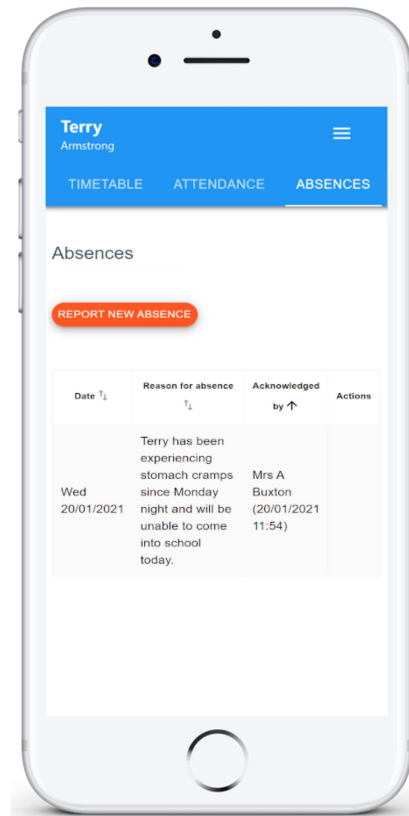 Terry
Armstrong
TIMETABLE ATTENDANCE ABSENCES
Absences
REPORT NEW ABSENCE
Date
Reason for absence
Acknowledged
by
Actions
Wed
20/01/2021
Terry has been
experiencing
stomach cramps
since Monday
night and will be
unable to come
into school
today.
Mrs A
Buxton
(20/01/2021
11:54)